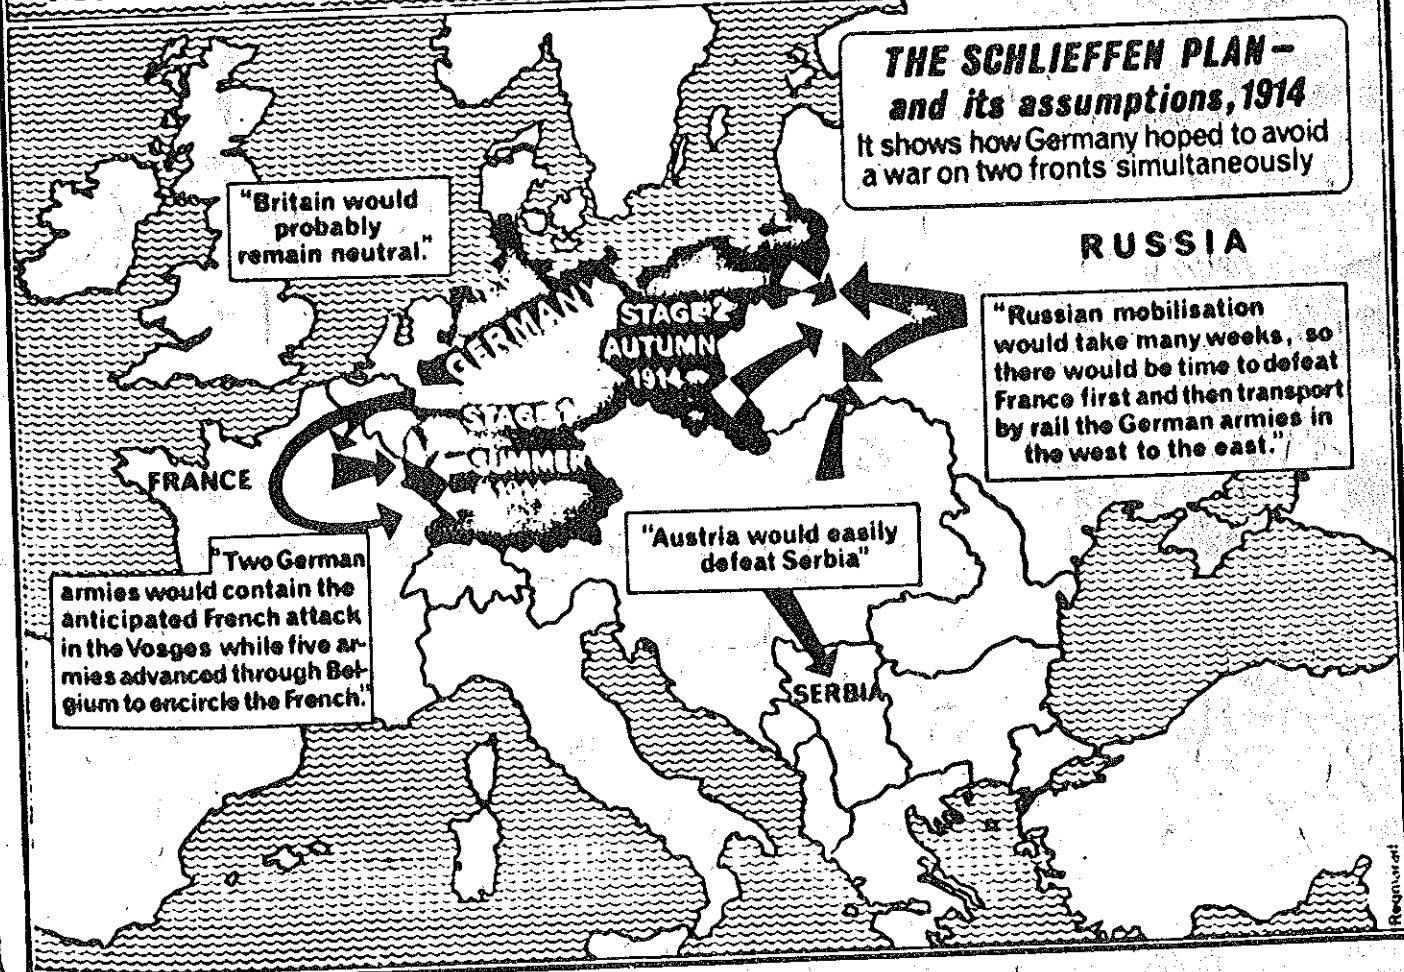 THE SCHLIEFFEN PLAN –
and its assumptions, 1914
It shows how Germany hoped to avoid
a war on two fronts simultaneously
"Britain would
probably
remain neutral."
RUSSIA
GERMANY
STAGE 2
AUTUMN
1914
"Russian mobilisation
would take many weeks, so
there would be time to defeat
France first and then transport
by rail the German armies in
the west to the east."
STAGE 1
SUMMER
FRANCE
"Two German
armies would contain the
anticipated French attack
in the Vosges while five ar-
mies advanced through Bel-
gium to encircle the French."
"Austria would easily
defeat Serbia"
SERBIA